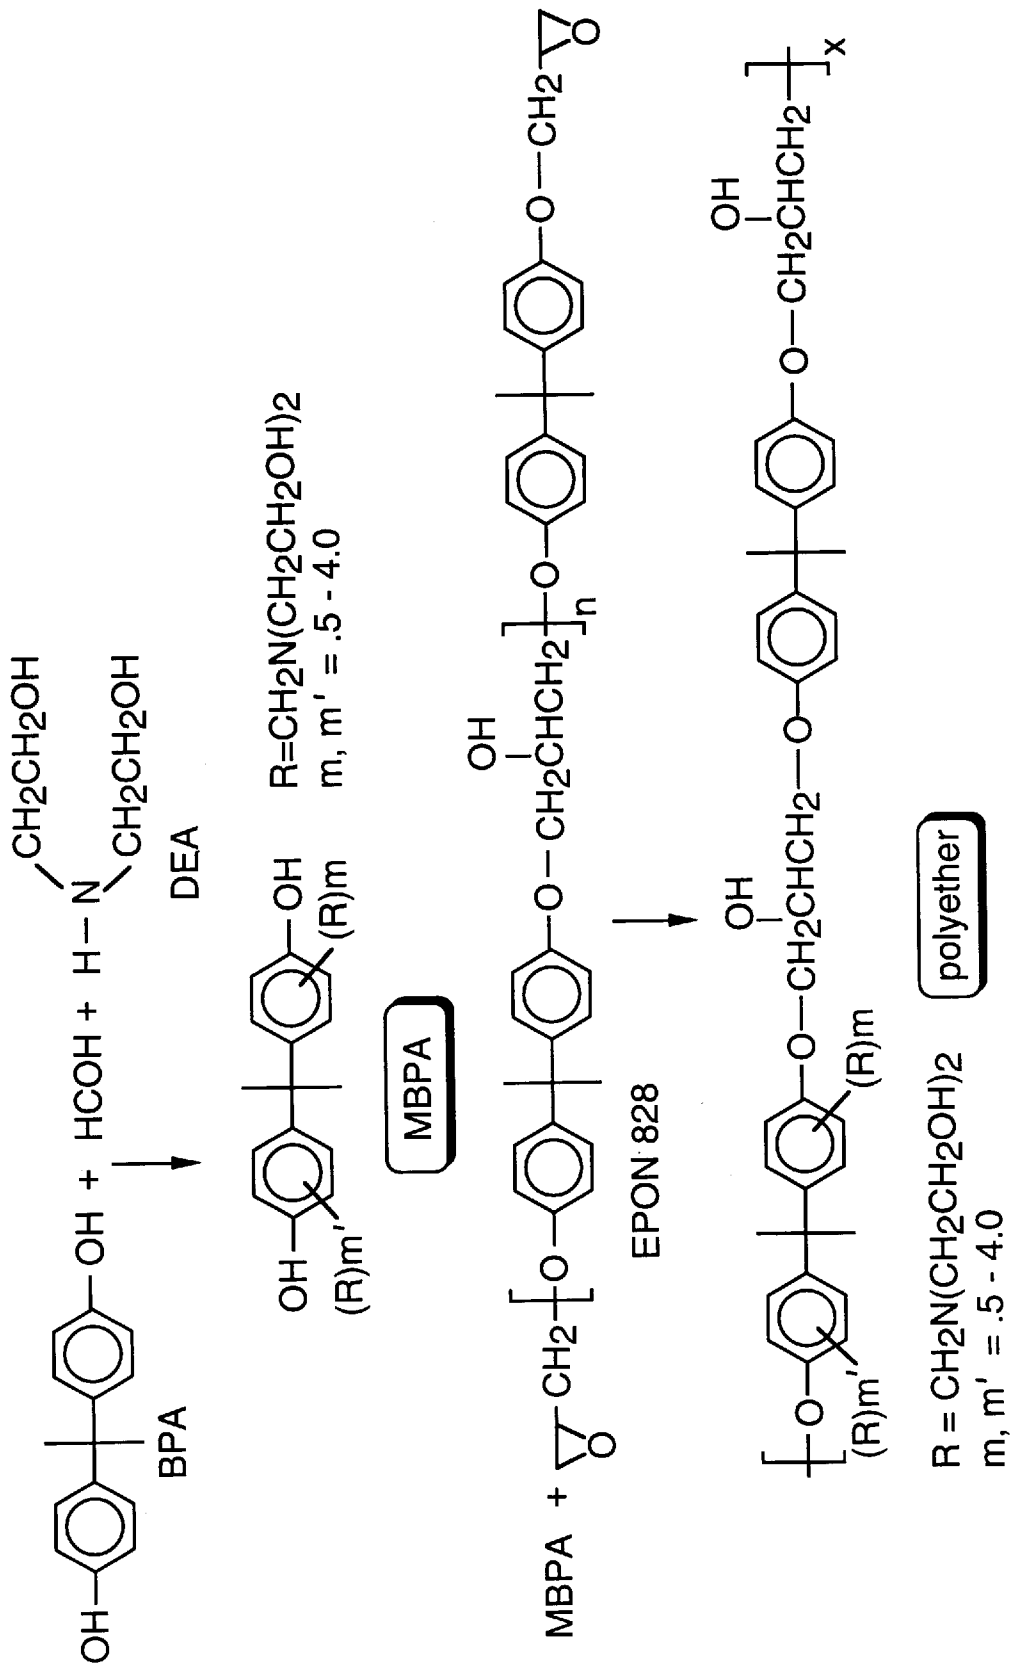 CH2CH2OH
OH OH + HCOH + H N
CH2CH2OH
BPA DEA
OH OH R=CH2N(CH2CH2OH)2
(R)m' (R)m m, m' = .5 - 4.0
MBPA
OH
MBPA + O CH2 O O CH2CHCH2 n O O CH2 O
EPON 828
OH OH
O O CH2CHCH2 O O CH2CHCH2 x
(R)m' (R)m
R = CH2N(CH2CH2OH)2
m, m' = .5 - 4.0
polyether